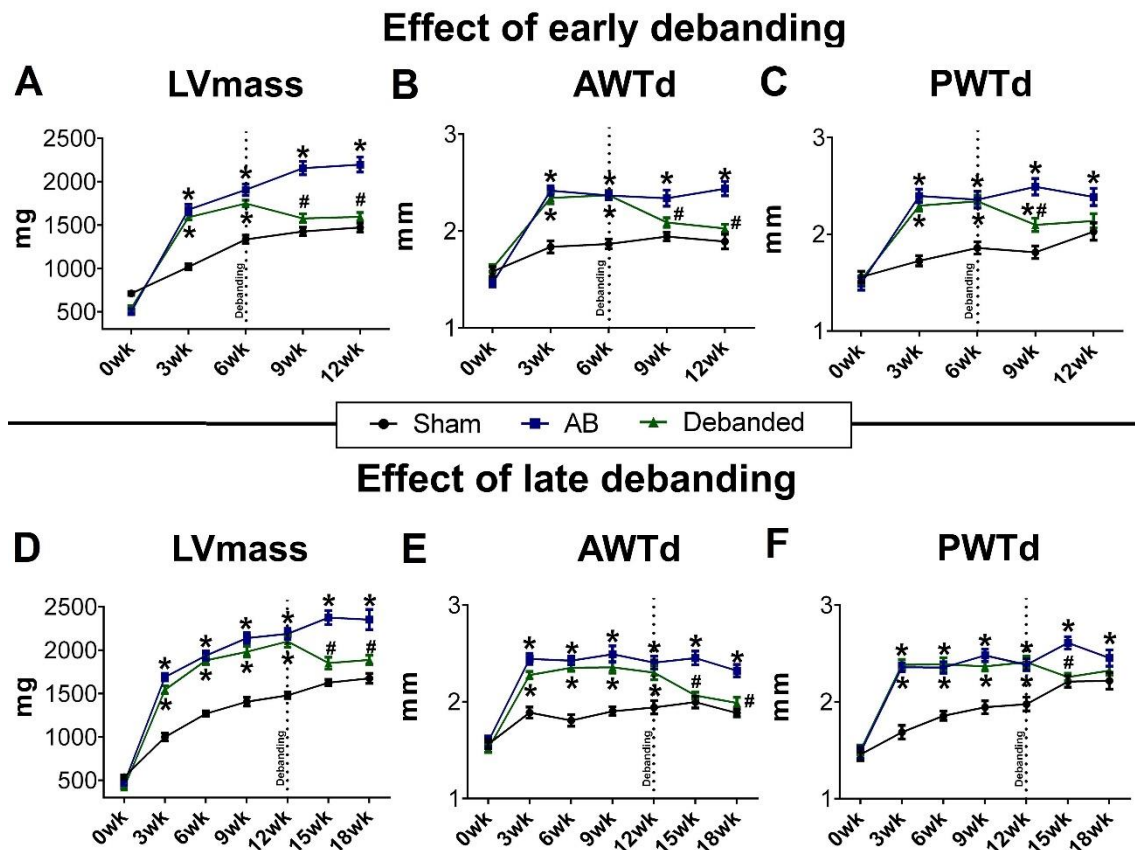 Effect of early debanding
A LVmass
mg
2500
2000
1500
1000
500
* * * * * * # #
Debanding
0wk 3wk 6wk 9wk 12wk
B AWTd
mm
3
2
1
* * * * * * # #
Debanding
0wk 3wk 6wk 9wk 12wk
C PWTd
mm
3
2
1
* * * * * * *#
Debanding
0wk 3wk 6wk 9wk 12wk
Sham AB Debanded
Effect of late debanding
D LVmass
mg
2500
2000
1500
1000
500
* * * * * * * * * * # #
Debanding
0wk 3wk 6wk 9wk 12wk 15wk 18wk
E AWTd
mm
3
2
1
* * * * * * * * * * # #
Debanding
0wk 3wk 6wk 9wk 12wk 15wk 18wk
F PWTd
mm
3
2
1
* * * * * * * * * * #
Debanding
0wk 3wk 6wk 9wk 12wk 15wk 18wk